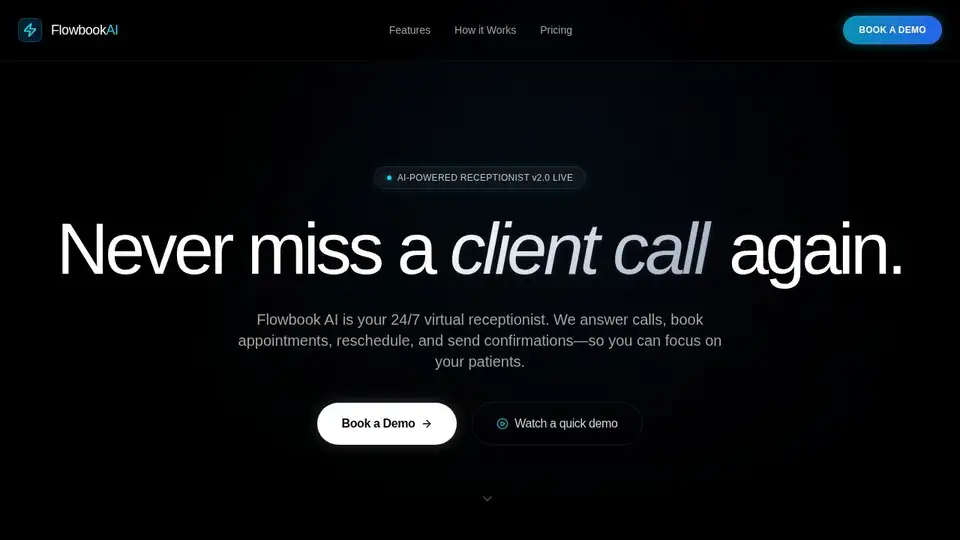 FlowbookAI
Features
How it Works
Pricing
BOOK A DEMO
AI-POWERED RECEPTIONIST v2.0 LIVE
Never miss a client call again.
Flowbook AI is your 24/7 virtual receptionist. We answer calls, book
appointments, reschedule, and send confirmations—so you can focus on
your patients.
Book a Demo →
Watch a quick demo